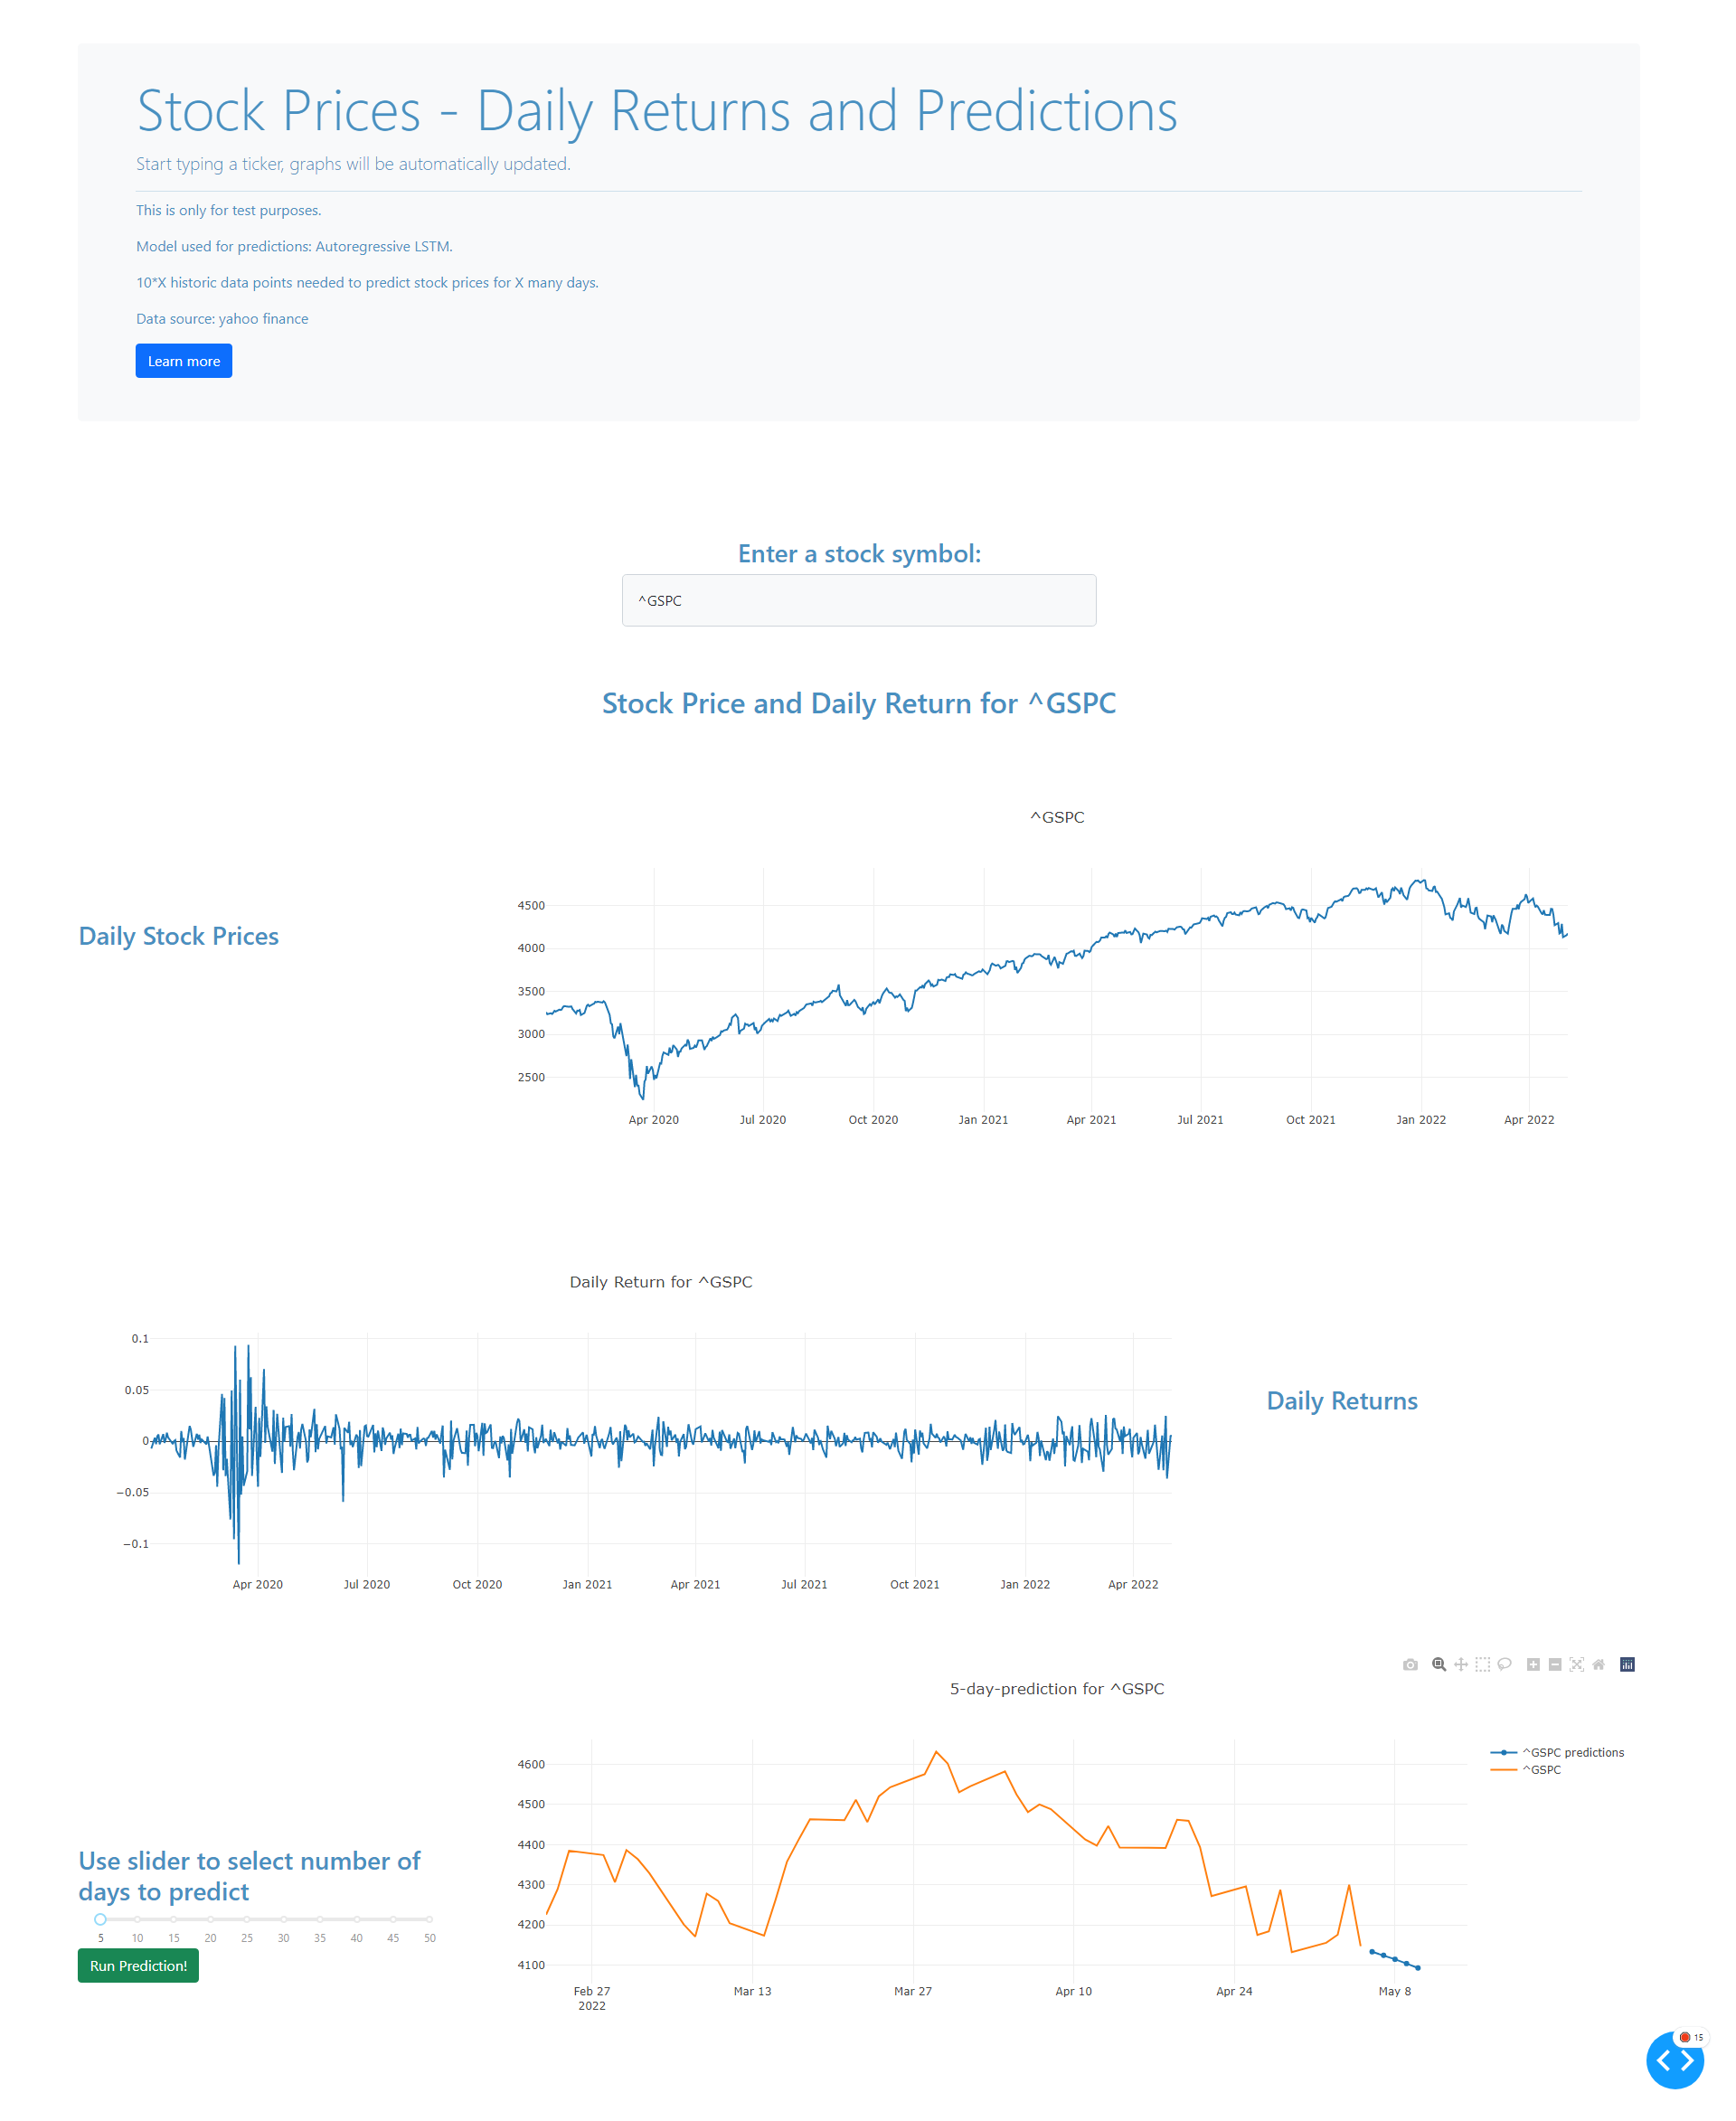 Stock Prices - Daily Returns and Predictions
Start typing a ticker, graphs will be automatically updated.
This is only for test purposes.
Model used for predictions: Autoregressive LSTM.
10*X historic data points needed to predict stock prices for X many days.
Data source: yahoo finance
Learn more
Enter a stock symbol:
^GSPC
Stock Price and Daily Return for ^GSPC
Daily Stock Prices
^GSPC
4500
4000
3500
3000
2500
Apr 2020 Jul 2020 Oct 2020 Jan 2021 Apr 2021 Jul 2021 Oct 2021 Jan 2022 Apr 2022
Daily Return for ^GSPC
0.1
0.05
0
−0.05
−0.1
Apr 2020 Jul 2020 Oct 2020 Jan 2021 Apr 2021 Jul 2021 Oct 2021 Jan 2022 Apr 2022
Daily Returns
Use slider to select number of
days to predict
5 10 15 20 25 30 35 40 45 50
Run Prediction!
5-day-prediction for ^GSPC
4600
4500
4400
4300
4200
4100
Feb 27 Mar 13 Mar 27 Apr 10 Apr 24 May 8
2022
^GSPC predictions
^GSPC
15